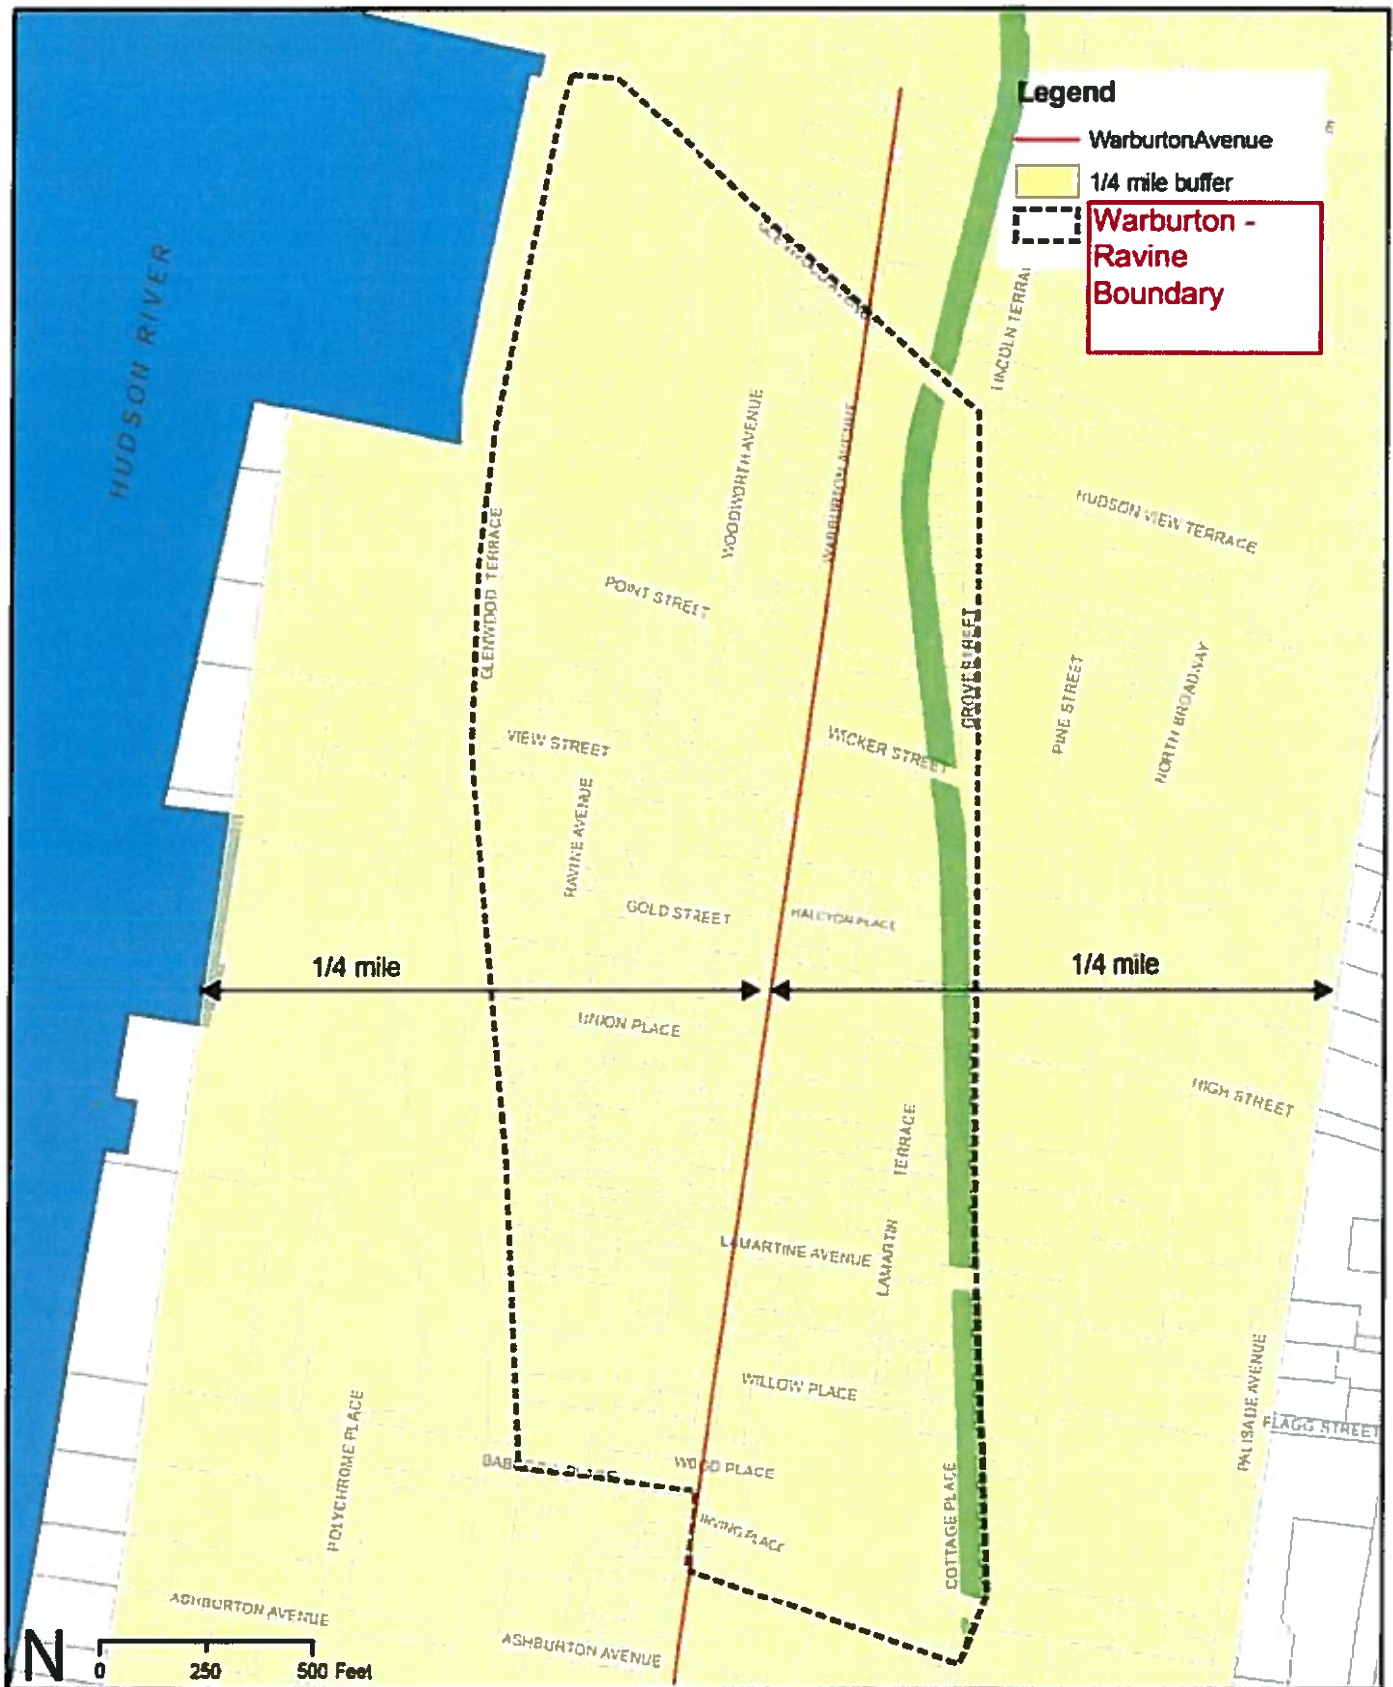 Legend
WarburtonAvenue
1/4 mile buffer
Warburton -
Ravine
Boundary
HUDSON RIVER
LINCOLN TERRA
WOODWORTH AVENUE
WARBURTON AVENUE
HUDSON VIEW TERRACE
GLENWOOD TERRACE
POINT STREET
GROVE STREET
PINE STREET
NORTH BROADWAY
VIEW STREET
WICKER STREET
RAVINE AVENUE
GOLD STREET
HALCYON PLACE
1/4 mile
1/4 mile
UNION PLACE
HIGH STREET
TERRACE
LAMARTIN
LAMARTINE AVENUE
WILLOW PLACE
PALISADE AVENUE
FLAGG STREET
POLYCHROME PLACE
WOOD PLACE
COTTAGE PLACE
IRVING PLACE
ASHBURTON AVENUE
ASHBURTON AVENUE
N
0 250 500 Feet